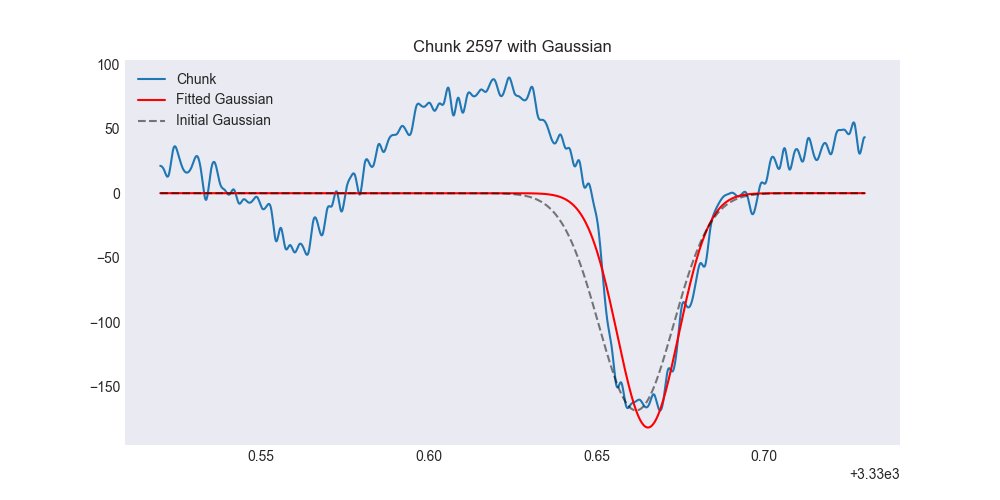 Chunk 2597 with Gaussian
100
50
0
−50
−100
−150
Chunk
Fitted Gaussian
Initial Gaussian
0.55 0.60 0.65 0.70
+3.33e3